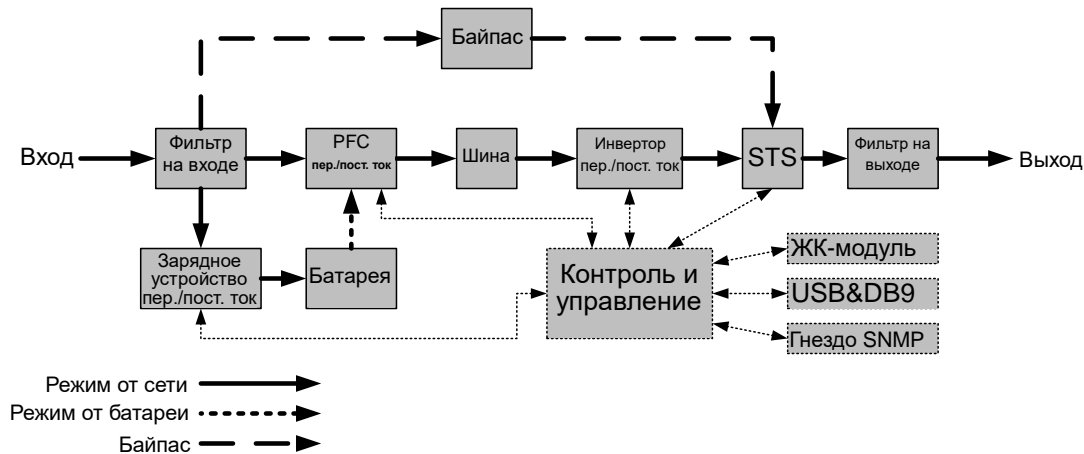 Байпас
Вход
Фильтр
на входе
PFC
пер./пост. ток
Шина
Инвертор
пер./пост. ток
STS
Фильтр на
выходе
Выход
Зарядное
устройство
пер./пост. ток
Батарея
Контроль и
управление
ЖК-модуль
USB&DB9
Гнездо SNMP
Режим от сети
Режим от батареи
Байпас